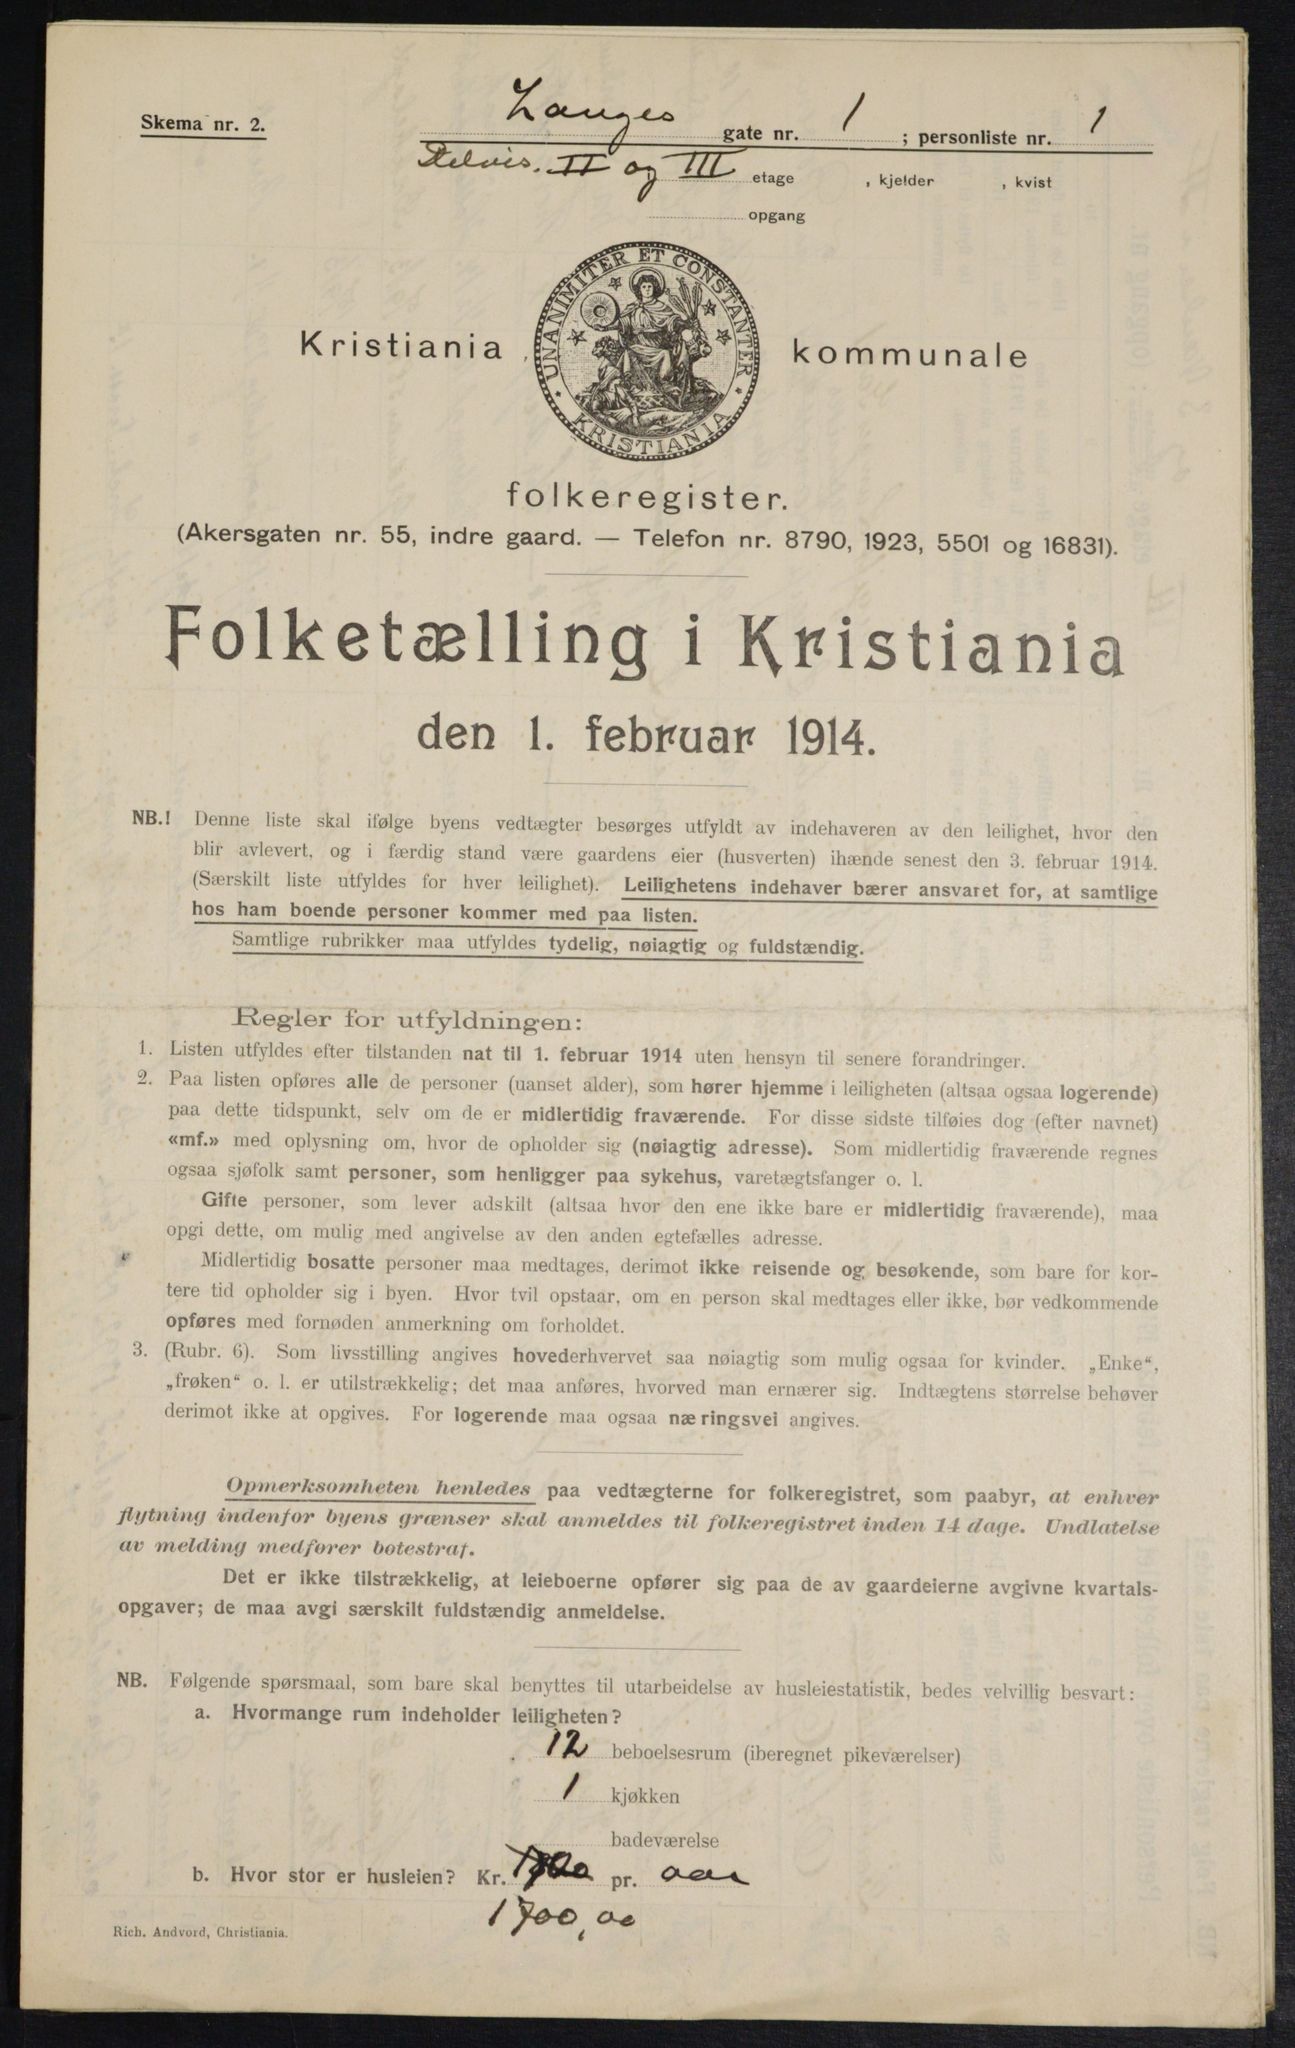 Skema nr. 2.
Langes gate nr. 1 ; personliste nr. 1
Delvis. II og III etage , kjelder , kvist
opgang
UNANIMITER ET CONSTANTER
KRISTIANIA
Kristiania kommunale
folkeregister.
(Akersgaten nr. 55, indre gaard. — Telefon nr. 8790, 1923, 5501 og 16831).
Folketælling i Kristiania
den 1. februar 1914.
NB.! Denne liste skal ifølge byens vedtægter besørges utfyldt av indehaveren av den leilighet, hvor den
blir avlevert, og i færdig stand være gaardens eier (husverten) ihænde senest den 3. februar 1914.
(Særskilt liste utfyldes for hver leilighet). Leilighetens indehaver bærer ansvaret for, at samtlige
hos ham boende personer kommer med paa listen.
Samtlige rubrikker maa utfyldes tydelig, nøiagtig og fuldstændig.
Regler for utfyldningen:
1. Listen utfyldes efter tilstanden nat til 1. februar 1914 uten hensyn til senere forandringer.
2. Paa listen opføres alle de personer (uanset alder), som hører hjemme i leiligheten (altsaa ogsaa logerende)
paa dette tidspunkt, selv om de er midlertidig fraværende. For disse sidste tilføies dog (efter navnet)
«mf.» med oplysning om, hvor de opholder sig (nøiagtig adresse). Som midlertidig fraværende regnes
ogsaa sjøfolk samt personer, som henligger paa sykehus, varetægtsfanger o. l.
Gifte personer, som lever adskilt (altsaa hvor den ene ikke bare er midlertidig fraværende), maa
opgi dette, om mulig med angivelse av den anden egtefælles adresse.
Midlertidig bosatte personer maa medtages, derimot ikke reisende og besøkende, som bare for kor-
tere tid opholder sig i byen. Hvor tvil opstaar, om en person skal medtages eller ikke, bør vedkommende
opføres med fornøden anmerkning om forholdet.
3. (Rubr. 6). Som livsstilling angives hovederhvervet saa nøiagtig som mulig ogsaa for kvinder. „Enke“,
„frøken“ o. l. er utilstrækkelig; det maa anføres, hvorved man ernærer sig. Indtægtens størrelse behøver
derimot ikke at opgives. For logerende maa ogsaa næringsvei angives.
Opmerksomheten henledes paa vedtægterne for folkeregistret, som paabyr, at enhver
flytning indenfor byens grænser skal anmeldes til folkeregistret inden 14 dage. Undlatelse
av melding medfører bøtestraf.
Det er ikke tilstrækkelig, at leieboerne opfører sig paa de av gaardeierne avgivne kvartals-
opgaver; de maa avgi særskilt fuldstændig anmeldelse.
NB. Følgende spørsmaal, som bare skal benyttes til utarbeidelse av husleiestatistik, bedes velvillig besvart:
a. Hvormange rum indeholder leiligheten?
12 beboelsesrum (iberegnet pikeværelser)
1 kjøkken
badeværelse
b. Hvor stor er husleien? Kr. pr. aar
1700,00
Rich. Andvord, Christiania.